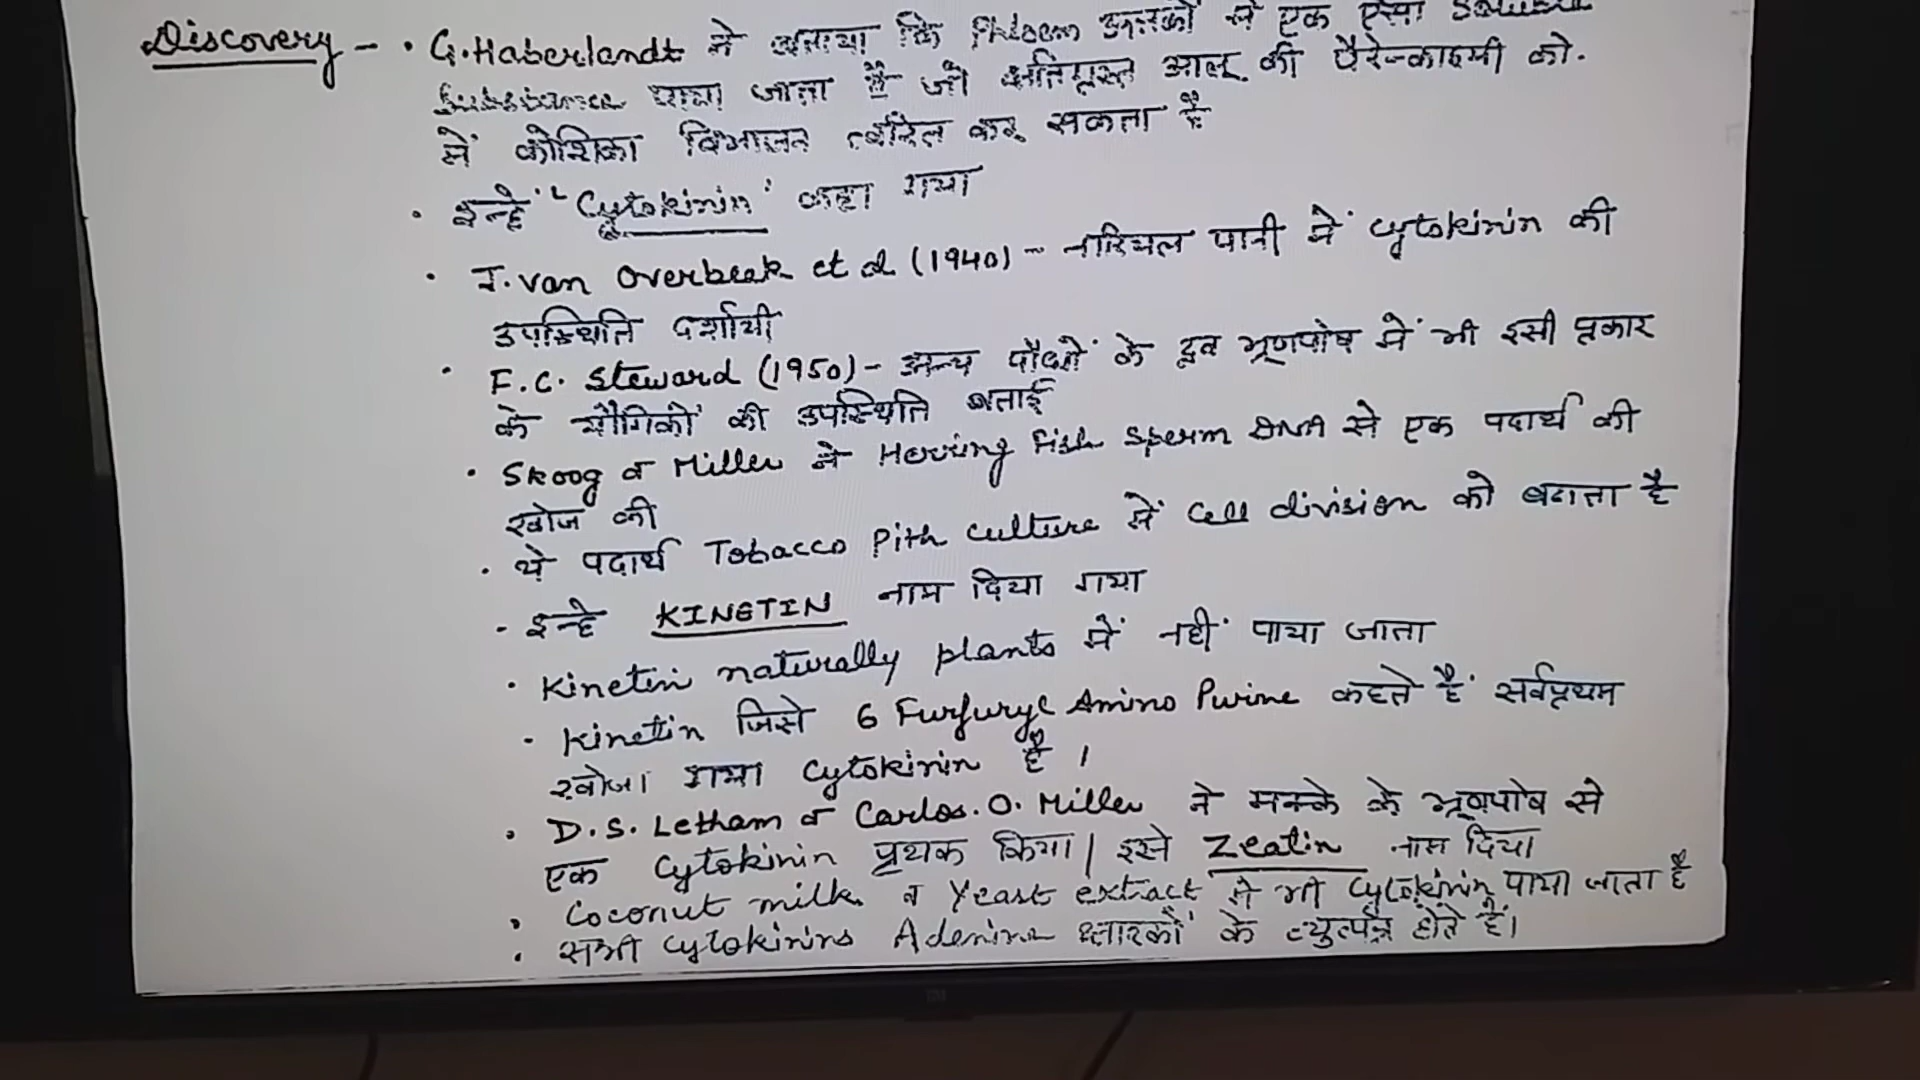 Discovery - • G. Haberlandt ने बताया कि Phloem ऊतकों में एक ऐसा Soluble
Substance पाया जाता है जो क्षतिग्रस्त आलू की पैरेन्काइमी को.
में कोशिका विभाजन त्वरित कर सकता है
• इन्हे "Cytokinin" कहा गया
• J. van Overbeek et al (1940) - नारियल पानी में cytokinin की
उपस्थिति दर्शायी
• F.C. Steward (1950) - अन्य पौधों के द्रव भ्रूणपोष में भी इसी प्रकार
के यौगिकों की उपस्थिति बताई
• Skoog व Miller ने Herring Fish sperm DNA से एक पदार्थ की
खोज की
• ये पदार्थ Tobacco Pith culture में cell division को बढाता है
• इन्हे KINETIN नाम दिया गया
• Kinetin naturally plants में नहीं पाया जाता
• Kinetin जिसे 6 Furfuryl Amino Purine कहते हैं सर्वप्रथम
खोजा गया cytokinin है ।
• D.S. Letham व Carlos. O. Miller ने मक्के के भ्रूणपोष से
एक Cytokinin प्रथक किया। इसे Zeatin नाम दिया
• Coconut milk व Yeast extract में भी Cytokinin पाया जाता है
• सभी cytokinins Adenine क्षारकों के व्युत्पन्न होते हैं।